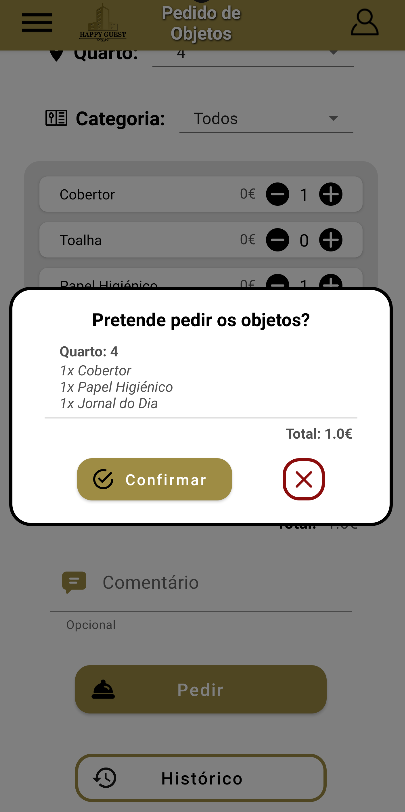 HAPPY GUEST
Pedido de
Objetos
Quarto:
4
Categoria:
Todos
Cobertor
0€
1
Toalha
0€
0
Papel Higiénico
0€
1
Pretende pedir os objetos?
Quarto: 4
1x Cobertor
1x Papel Higiénico
1x Jornal do Dia
Total: 1.0€
Confirmar
Total: 1.0€
Comentário
Opcional
Pedir
Histórico